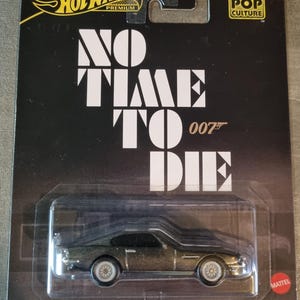 Hot Wheels
PREMIUM
POP
CULTURE
NO
TIME
TO
007
DIE
MATTEL